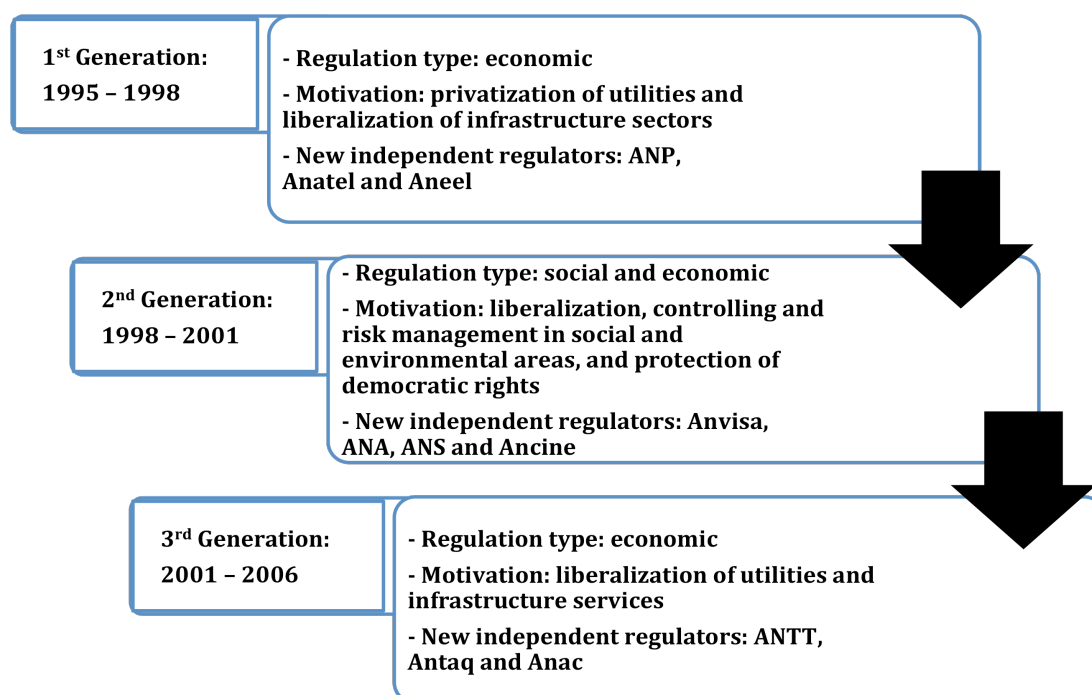 1st Generation:
1995 – 1998
- Regulation type: economic
- Motivation: privatization of utilities and
liberalization of infrastructure sectors
- New independent regulators: ANP,
Anatel and Aneel
2nd Generation:
1998 – 2001
- Regulation type: social and economic
- Motivation: liberalization, controlling and
risk management in social and
environmental areas, and protection of
democratic rights
- New independent regulators: Anvisa,
ANA, ANS and Ancine
3rd Generation:
2001 – 2006
- Regulation type: economic
- Motivation: liberalization of utilities and
infrastructure services
- New independent regulators: ANTT,
Antaq and Anac